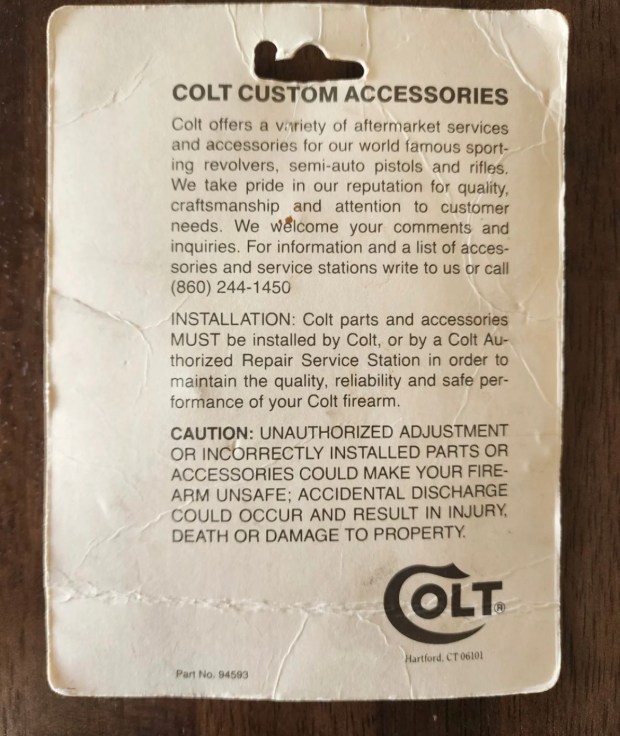 COLT CUSTOM ACCESSORIES
Colt offers a variety of aftermarket services
and accessories for our world famous sport-
ing revolvers, semi-auto pistols and rifles.
We take pride in our reputation for quality,
craftsmanship and attention to customer
needs. We welcome your comments and
inquiries. For information and a list of acces-
sories and service stations write to us or call
(860) 244-1450
INSTALLATION: Colt parts and accessories
MUST be installed by Colt, or by a Colt Au-
thorized Repair Service Station in order to
maintain the quality, reliability and safe per-
formance of your Colt firearm.
CAUTION: UNAUTHORIZED ADJUSTMENT
OR INCORRECTLY INSTALLED PARTS OR
ACCESSORIES COULD MAKE YOUR FIRE-
ARM UNSAFE; ACCIDENTAL DISCHARGE
COULD OCCUR AND RESULT IN INJURY,
DEATH OR DAMAGE TO PROPERTY.
COLT®
Hartford, CT 06101
Part No. 94593